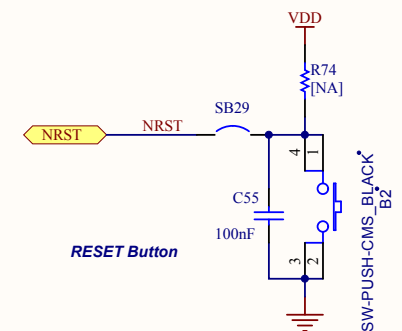 VDD
R74
[NA]
SB29
NRST
NRST
4
1
C55
100nF
3
2
RESET Button
SW-PUSH-CMS_BLACK
B2